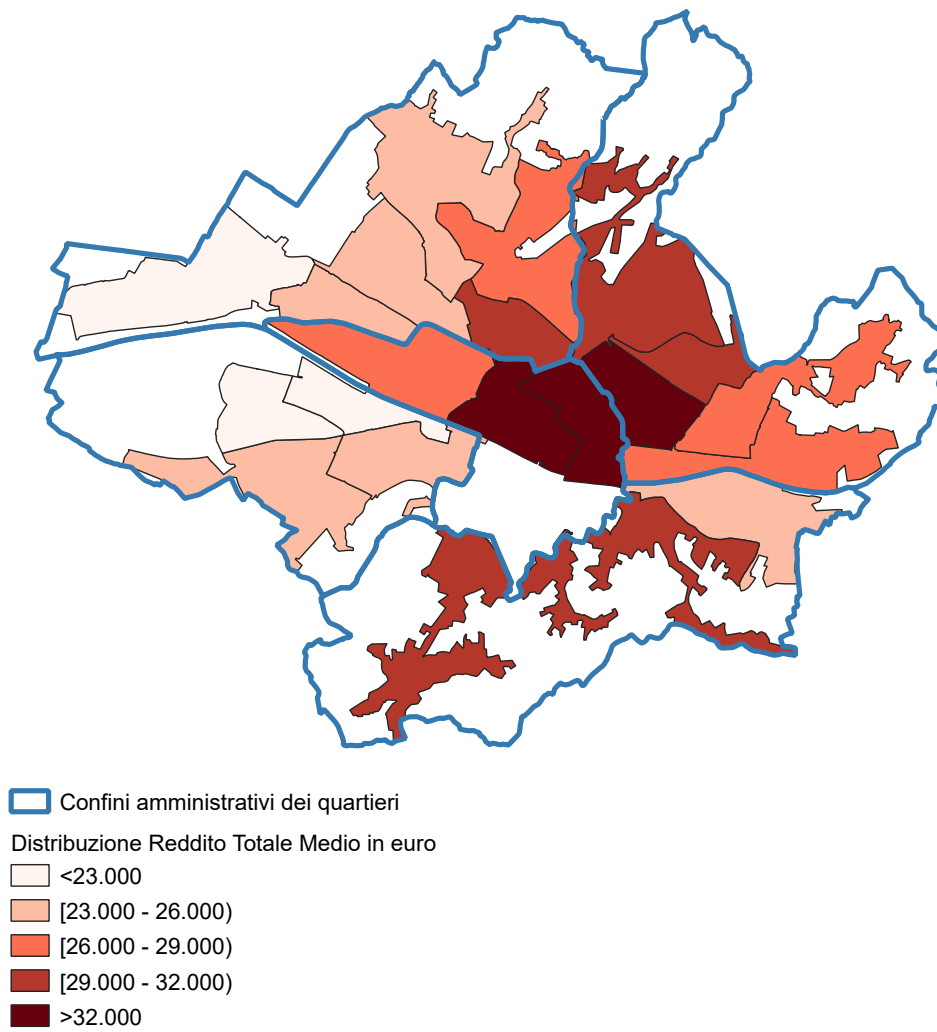 Confini amministrativi dei quartieri
Distribuzione Reddito Totale Medio in euro
<23.000
[23.000 - 26.000)
[26.000 - 29.000)
[29.000 - 32.000)
>32.000